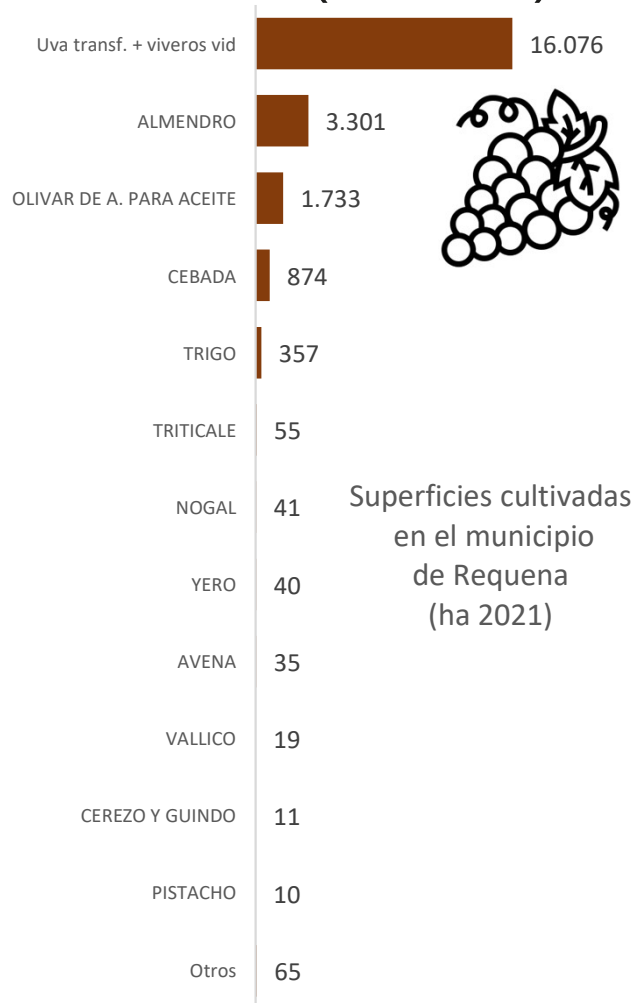 Uva transf. + viveros vid 16.076
ALMENDRO 3.301
OLIVAR DE A. PARA ACEITE 1.733
CEBADA 874
TRIGO 357
TRITICALE 55
NOGAL 41
YERO 40
AVENA 35
VALLICO 19
CEREZO Y GUINDO 11
PISTACHO 10
Otros 65
Superficies cultivadas
en el municipio
de Requena
(ha 2021)